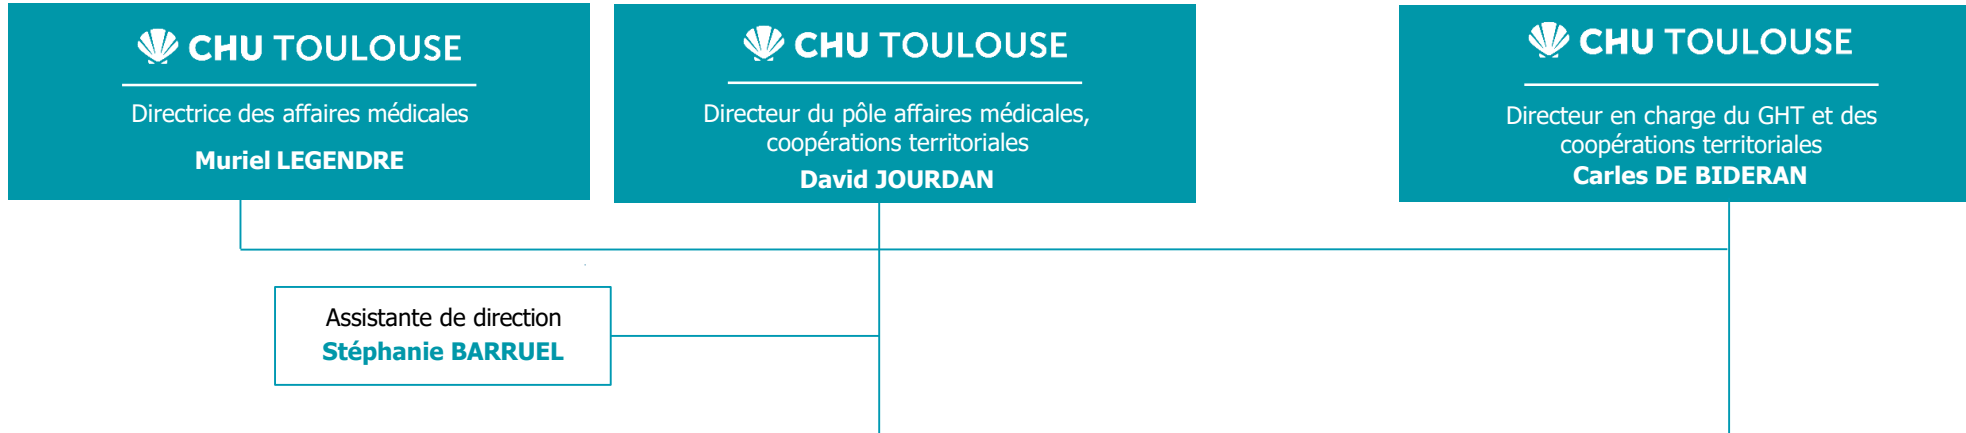 CHU TOULOUSE
Directrice des affaires médicales
Muriel LEGENDRE
CHU TOULOUSE
Directeur du pôle affaires médicales,
coopérations territoriales
David JOURDAN
CHU TOULOUSE
Directeur en charge du GHT et des
coopérations territoriales
Carles DE BIDERAN
Assistante de direction
Stéphanie BARRUEL